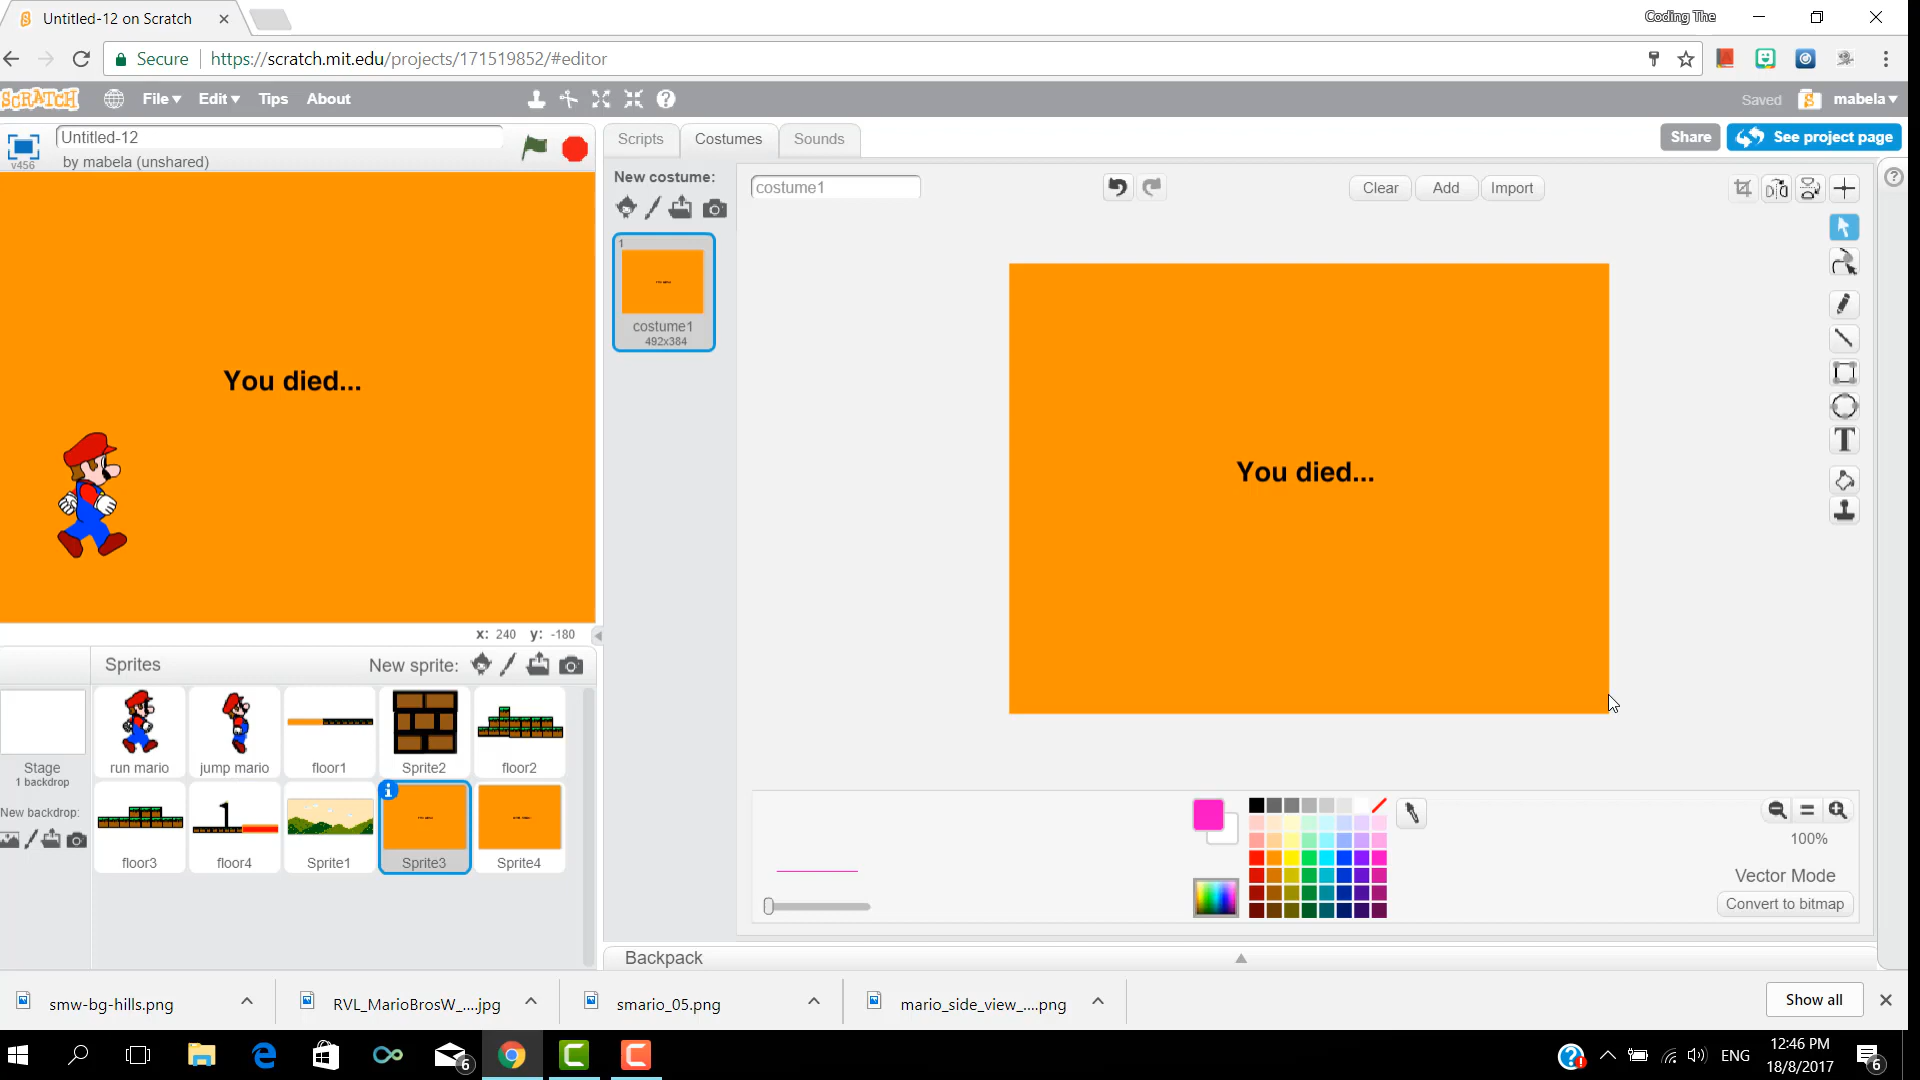 Untitled-12 on Scratch
Coding The
Secure
https://scratch.mit.edu/projects/171519852/#editor
SCRATCH
File
Edit
Tips
About
Saved
mabela
v456
Untitled-12
by mabela (unshared)
Scripts
Costumes
Sounds
Share
See project page
New costume:
costume1
Clear
Add
Import
1
costume1
492x384
You died...
You died...
x: 240 y: -180
Sprites
New sprite:
Stage
1 backdrop
New backdrop:
run mario
jump mario
floor1
Sprite2
floor2
floor3
1
floor4
Sprite1
Sprite3
Sprite4
100%
Vector Mode
Convert to bitmap
Backpack
smw-bg-hills.png
RVL_MarioBrosW_....jpg
smario_05.png
mario_side_view_....png
Show all
6
ENG
12:46 PM
18/8/2017
6